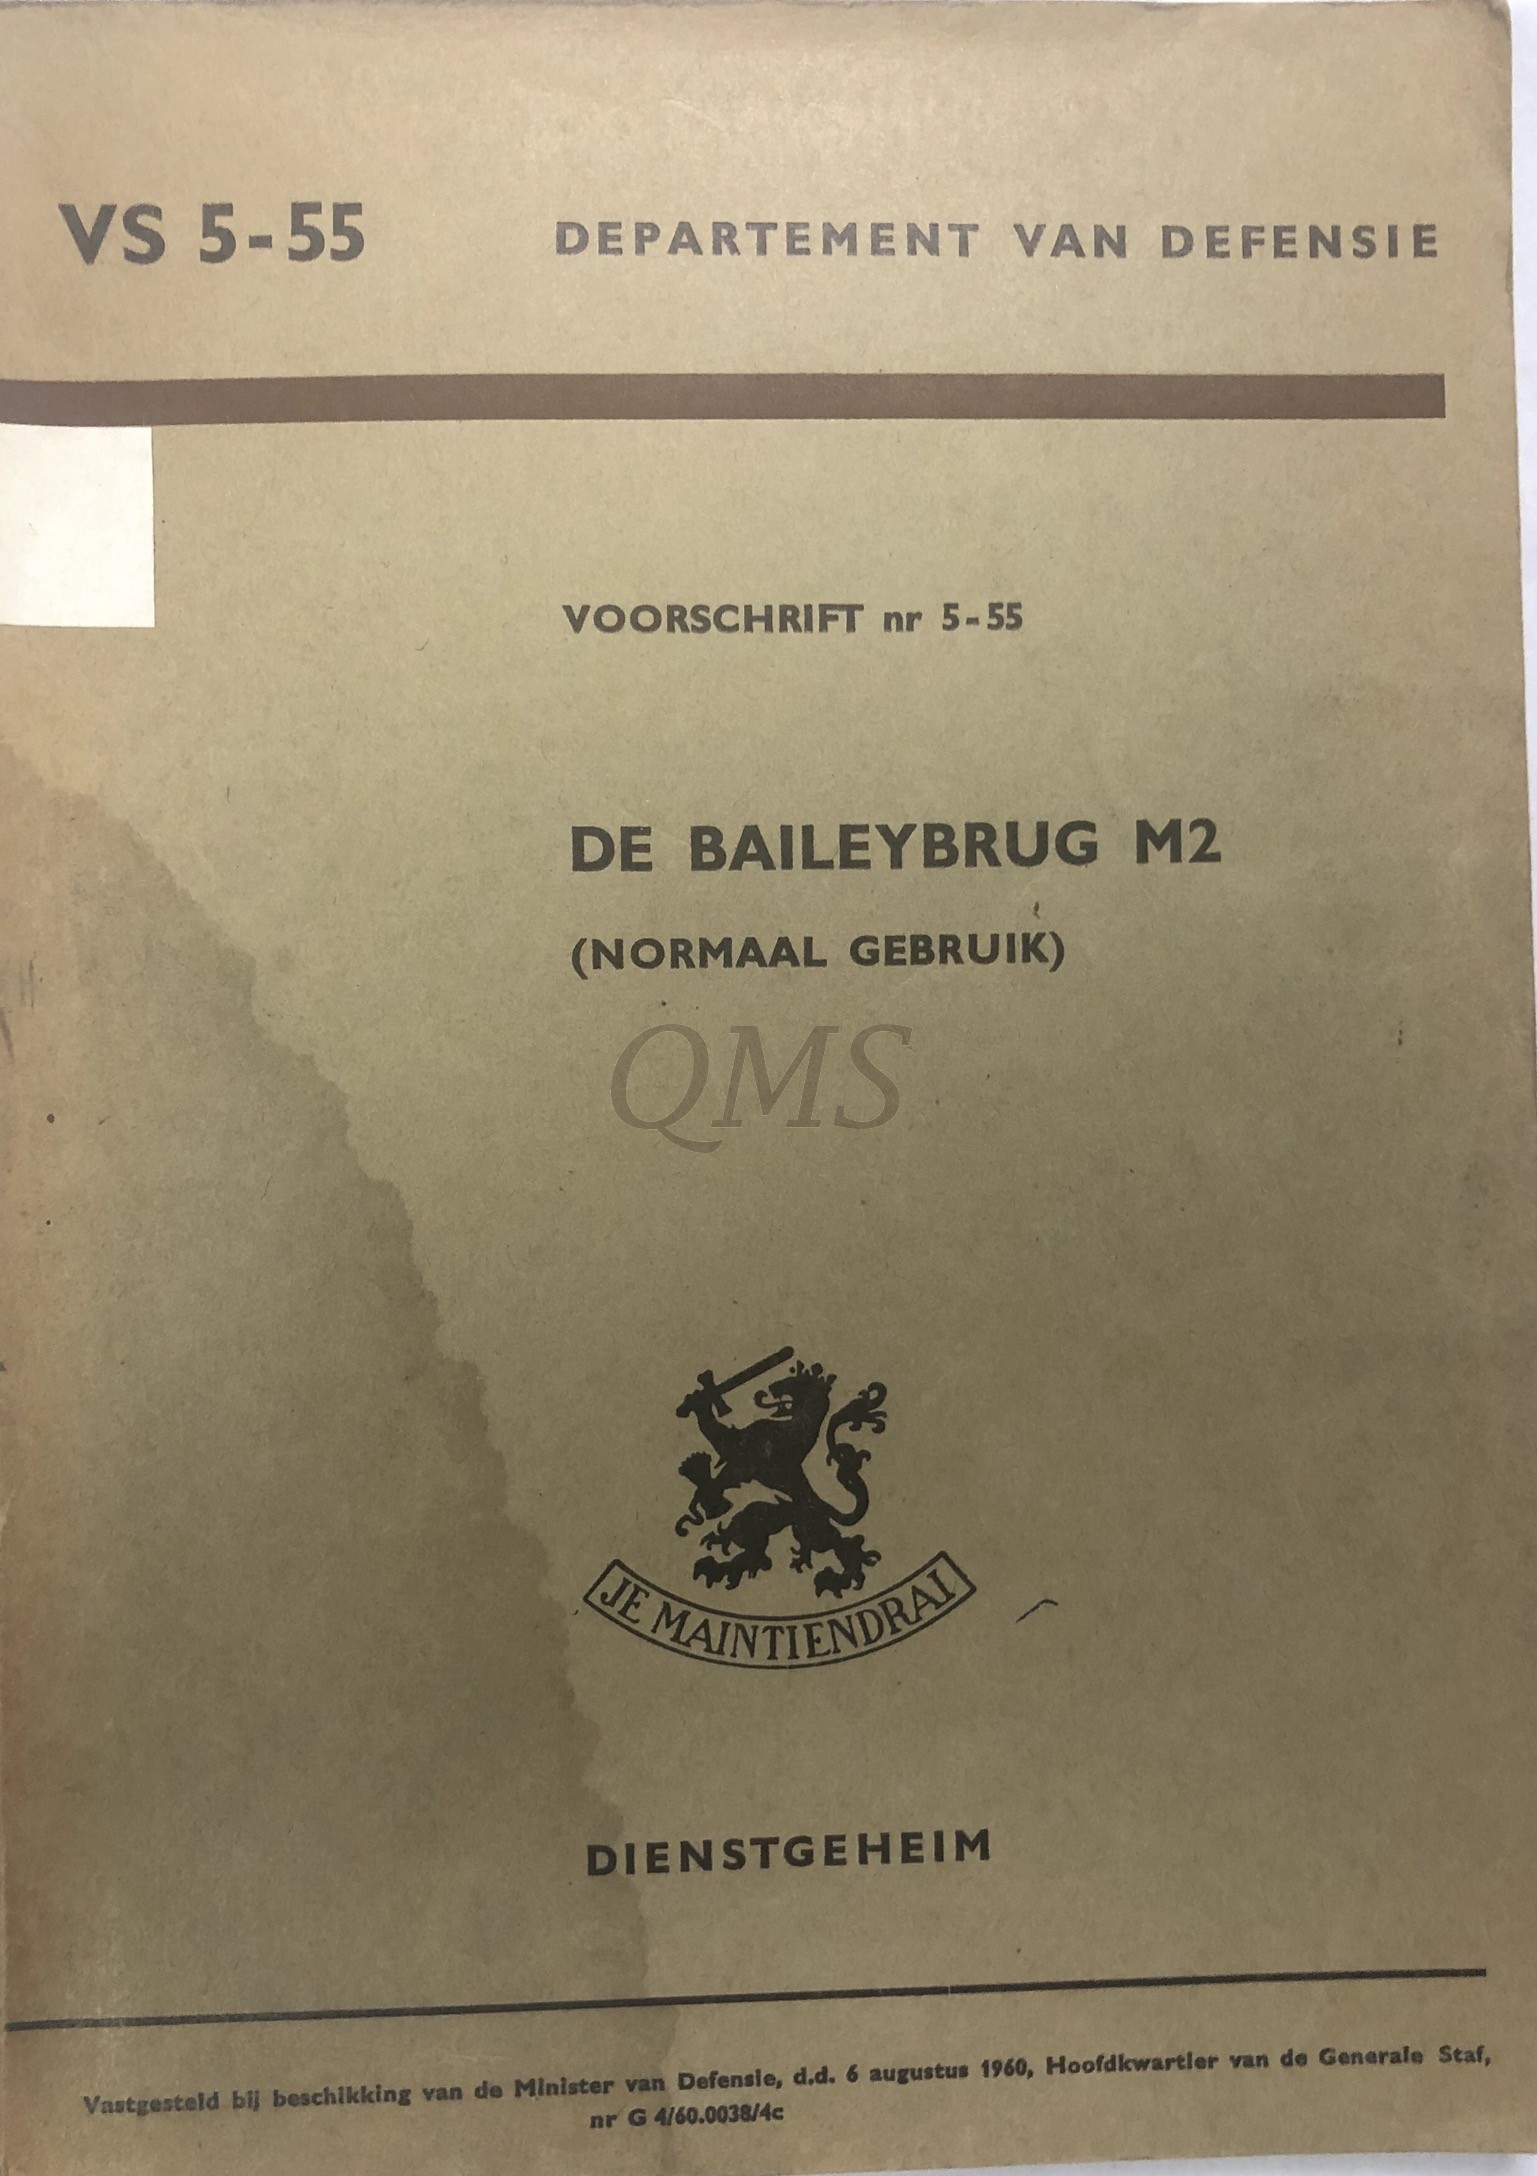 VS 5-55 DEPARTEMENT VAN DEFENSIE
VOORSCHRIFT nr 5-55
DE BAILEYBRUG M2
(NORMAAL GEBRUIK)
QMS
JE MAINTIENDRAI
DIENSTGEHEIM
Vastgesteld bij beschikking van de Minister van Defensie, d.d. 6 augustus 1960, Hoofdkwartier van de Generale Staf,
nr G 4/60.0038/4c